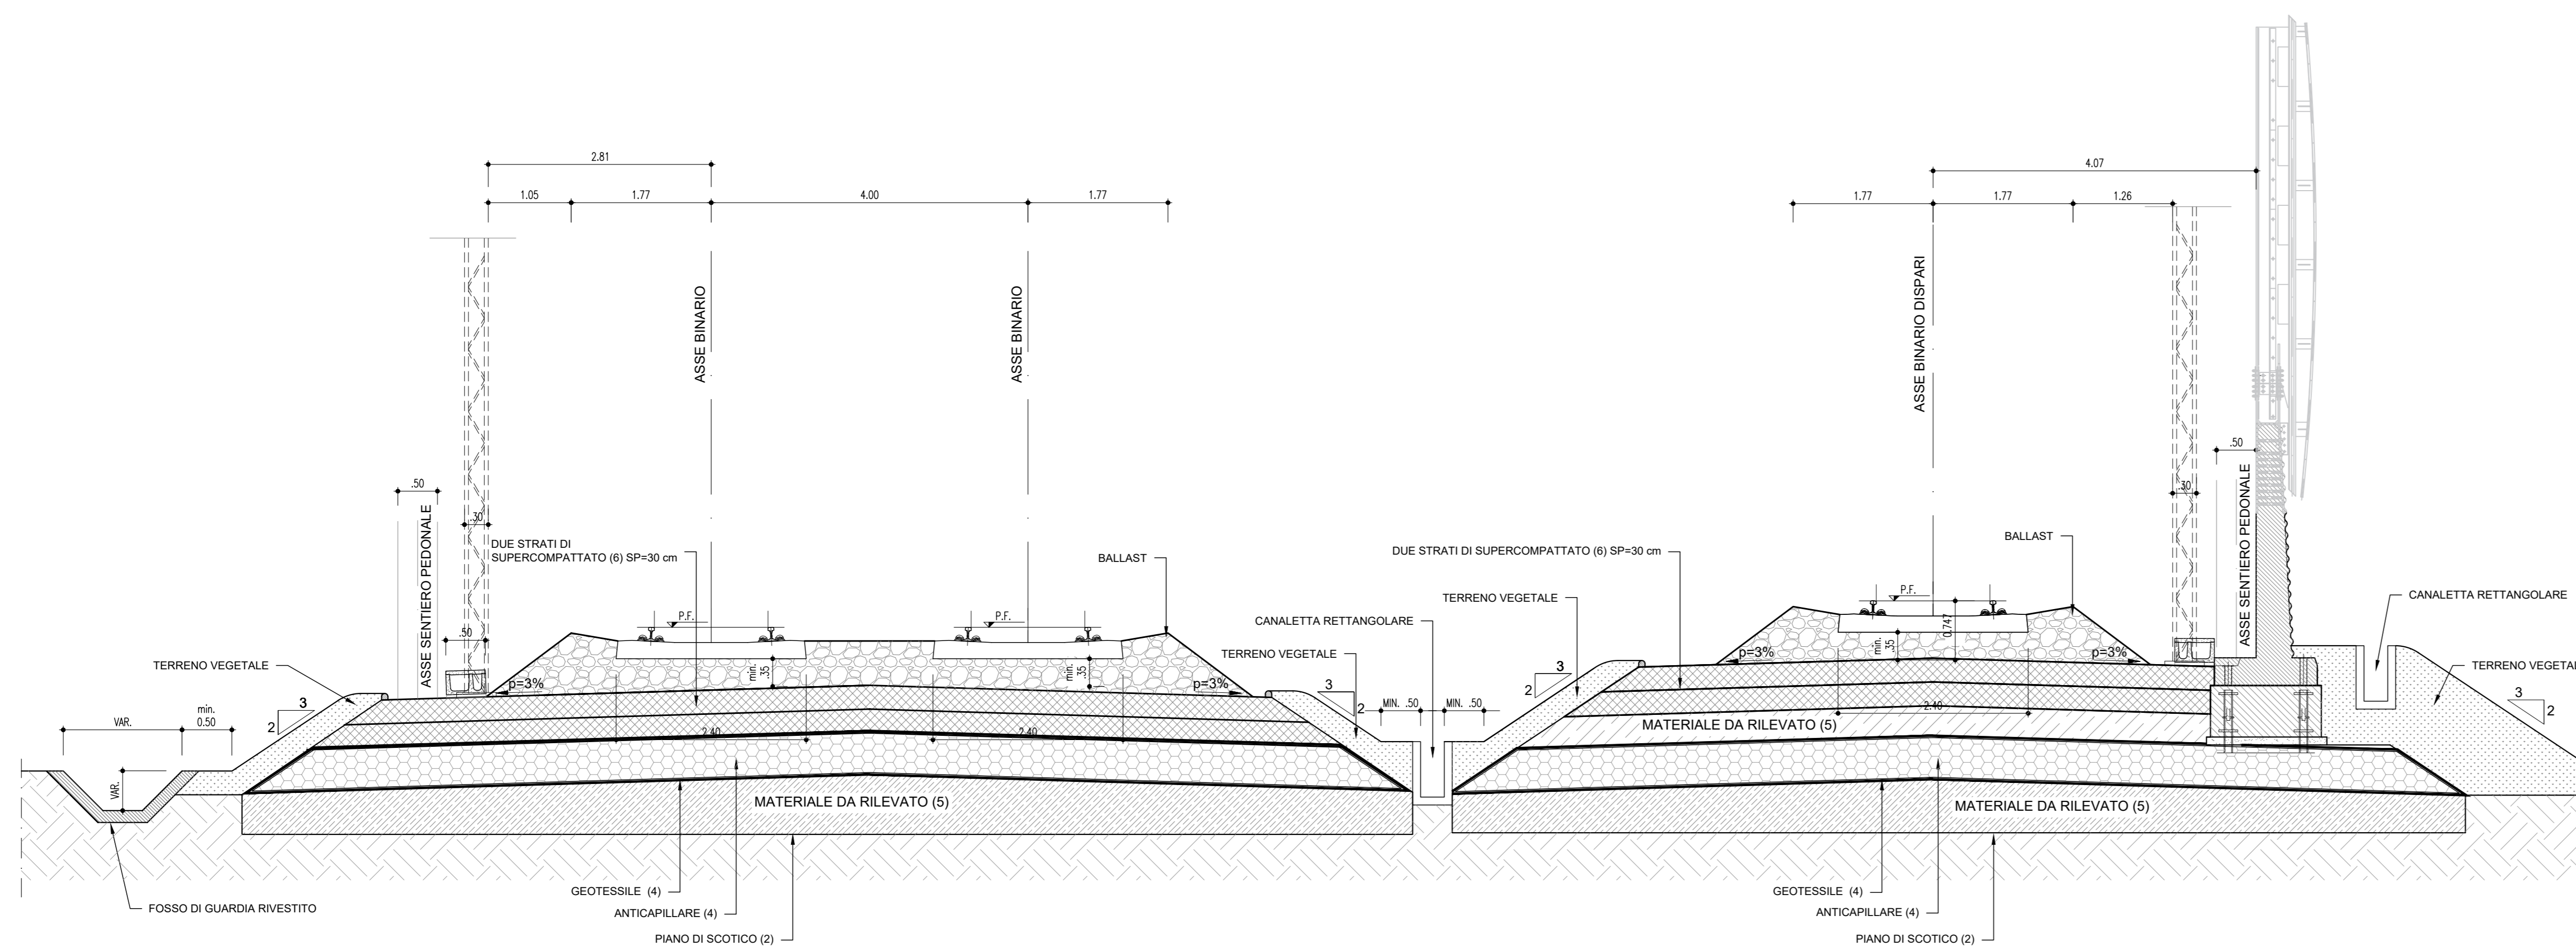 2.81
4.07
1.05
1.77
4.00
1.77
1.77
1.77
1.26
ASSE BINARIO
ASSE BINARIO
ASSE BINARIO DISPARI
.50
.30
ASSE SENTIERO PEDONALE
DUE STRATI DI
SUPERCOMPATTATO (6) SP=30 cm
BALLAST
DUE STRATI DI SUPERCOMPATTATO (6) SP=30 cm
BALLAST
.50
.30
ASSE SENTIERO PEDONALE
CANALETTA RETTANGOLARE
TERRENO VEGETALE
CANALETTA RETTANGOLARE
TERRENO VEGETALE
P.F.
P.F.
P.F.
0.747
.50
min.
.35
min.
.35
min.
.35
TERRENO VEGETALE
TERRENO VEGETA
p=3%
p=3%
p=3%
p=3%
3
2
3
2
3
2
3
2
VAR.
min.
0.50
VAR.
MIN. .50
MIN. .50
2.40
2.40
2.40
MATERIALE DA RILEVATO (5)
MATERIALE DA RILEVATO (5)
MATERIALE DA RILEVATO (5)
FOSSO DI GUARDIA RIVESTITO
GEOTESSILE (4)
ANTICAPILLARE (4)
PIANO DI SCOTICO (2)
GEOTESSILE (4)
ANTICAPILLARE (4)
PIANO DI SCOTICO (2)